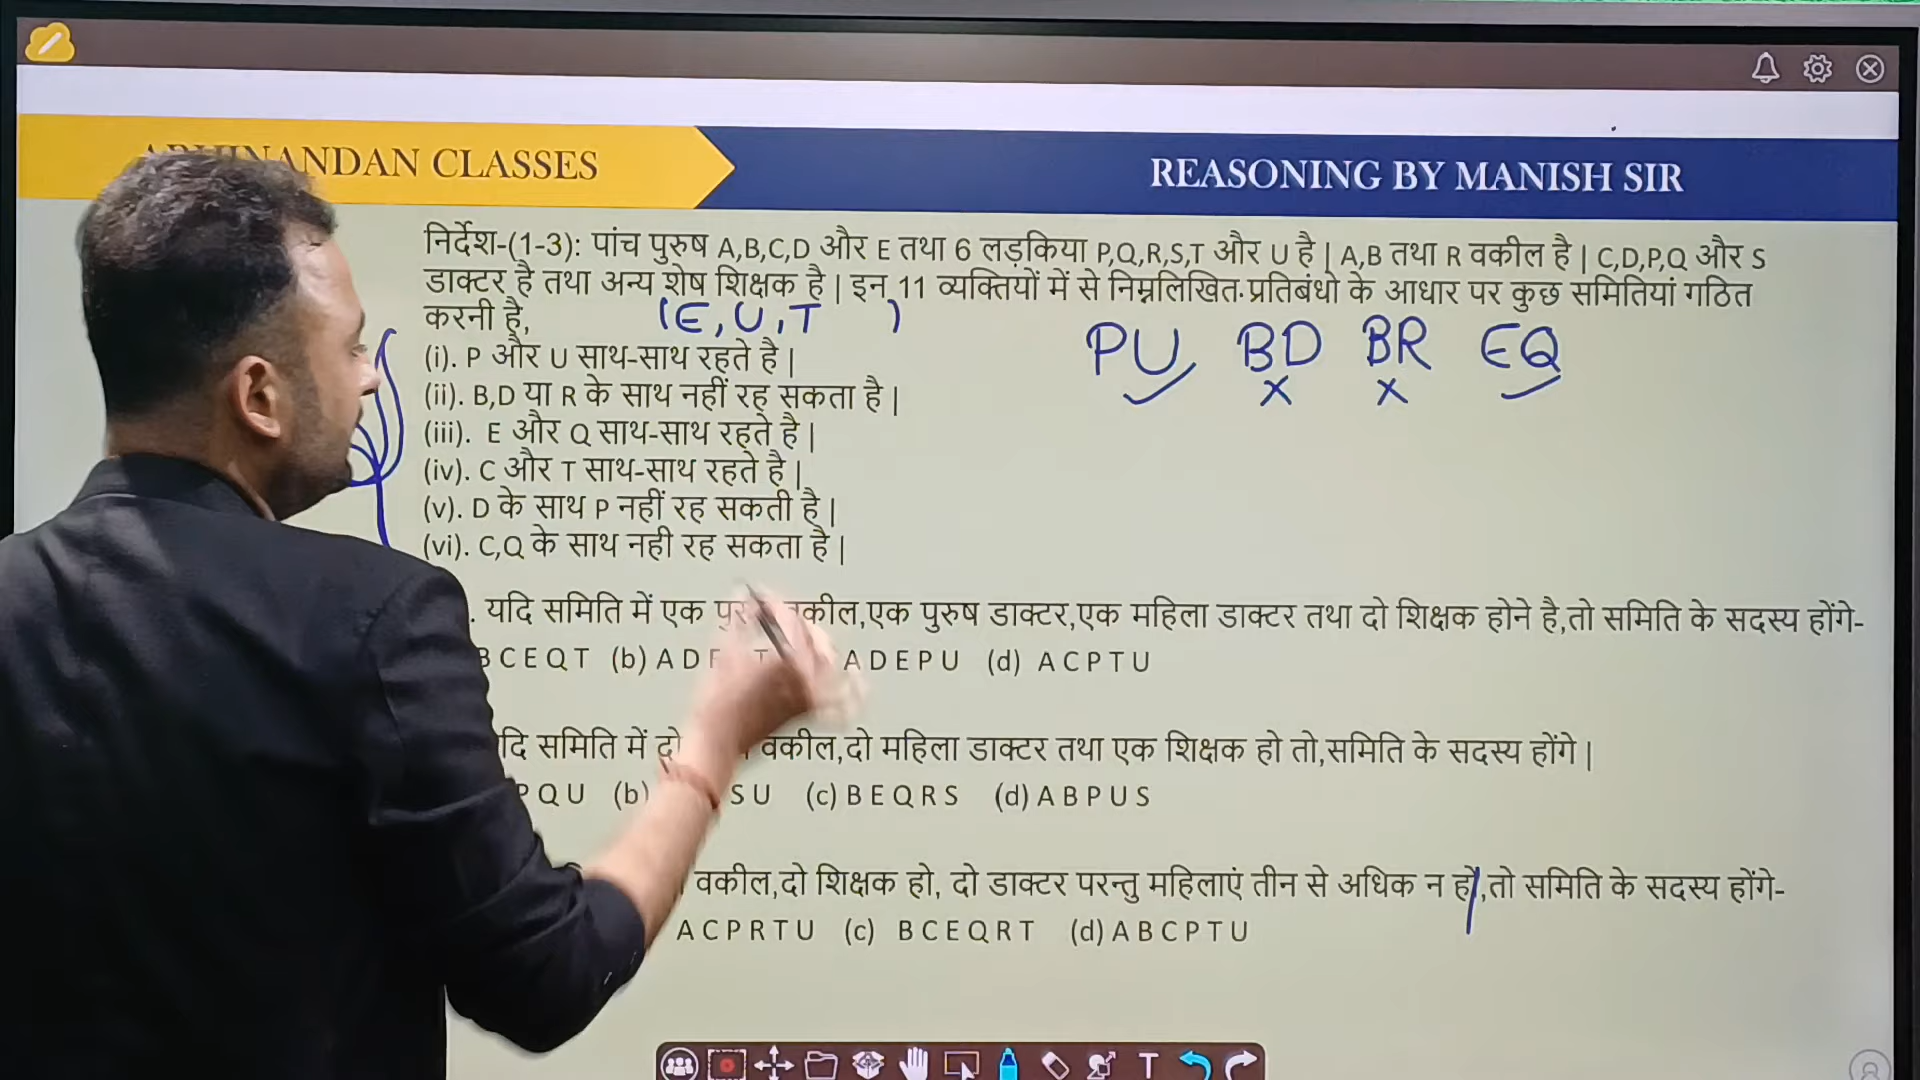 ABHINANDAN CLASSES
REASONING BY MANISH SIR
निर्देश-(1-3): पांच पुरुष A,B,C,D और E तथा 6 लड़किया P,Q,R,S,T और U है | A,B तथा R वकील है | C,D,P,Q और S
डाक्टर है तथा अन्य शेष शिक्षक है | इन 11 व्यक्तियों में से निम्नलिखित प्रतिबंधो के आधार पर कुछ समितियां गठित
करनी है,
(E, U, T )
PU BD BR EQ
x x
(i). P और U साथ-साथ रहते है |
(ii). B,D या R के साथ नहीं रह सकता है |
(iii). E और Q साथ-साथ रहते है |
(iv). C और T साथ-साथ रहते है |
(v). D के साथ P नहीं रह सकती है |
(vi). C,Q के साथ नही रह सकता है |
. यदि समिति में एक वकील,एक पुरुष डाक्टर,एक महिला डाक्टर तथा दो शिक्षक होने है,तो समिति के सदस्य होंगे-
B C E Q T (b) A D T A D E P U (d) A C P T U
समिति में वकील,दो महिला डाक्टर तथा एक शिक्षक हो तो,समिति के सदस्य होंगे |
P Q U (b) S U (c) B E Q R S (d) A B P U S
वकील,दो शिक्षक हो, दो डाक्टर परन्तु महिलाएं तीन से अधिक न हो,तो समिति के सदस्य होंगे-
A C P R T U (c) B C E Q R T (d) A B C P T U
T